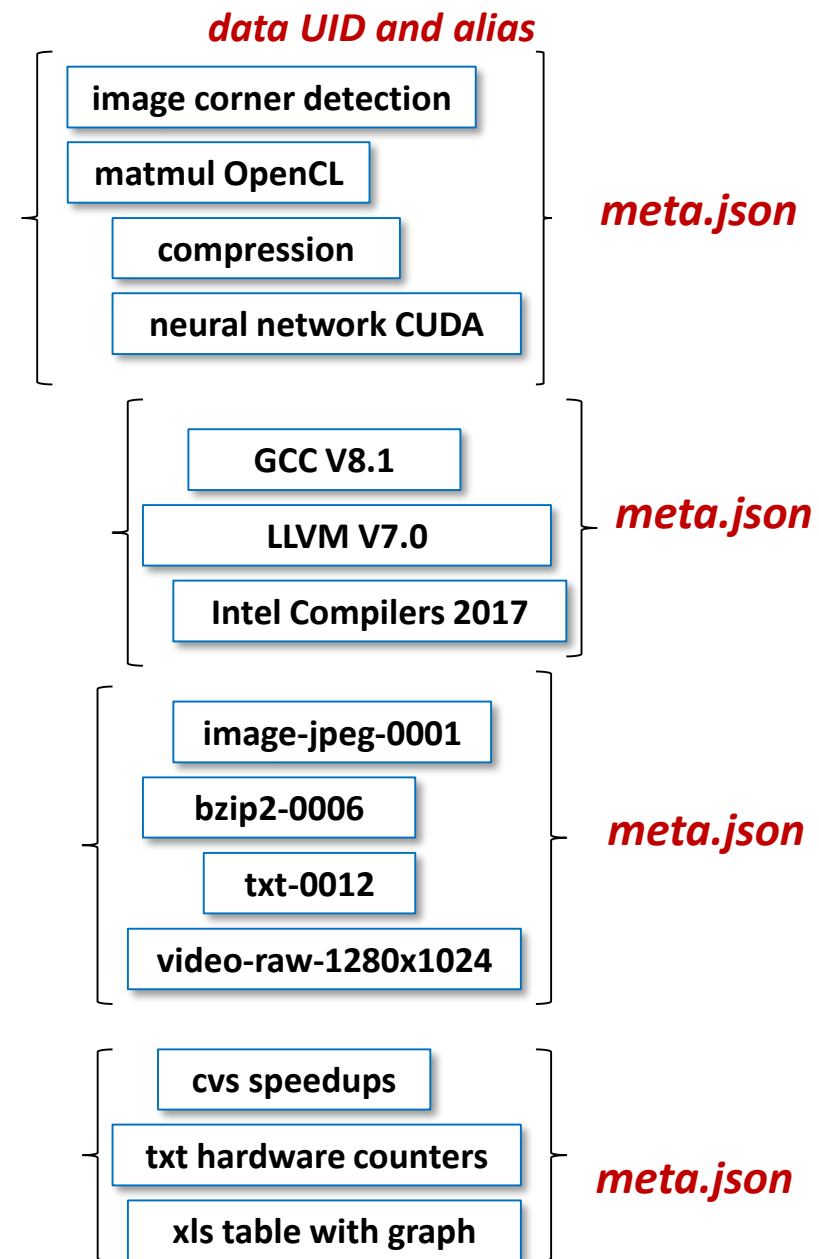 data UID and alias
image corner detection
matmul OpenCL
compression
neural network CUDA
meta.json
GCC V8.1
LLVM V7.0
Intel Compilers 2017
meta.json
image-jpeg-0001
bzip2-0006
txt-0012
video-raw-1280x1024
meta.json
cvs speedups
txt hardware counters
xls table with graph
meta.json